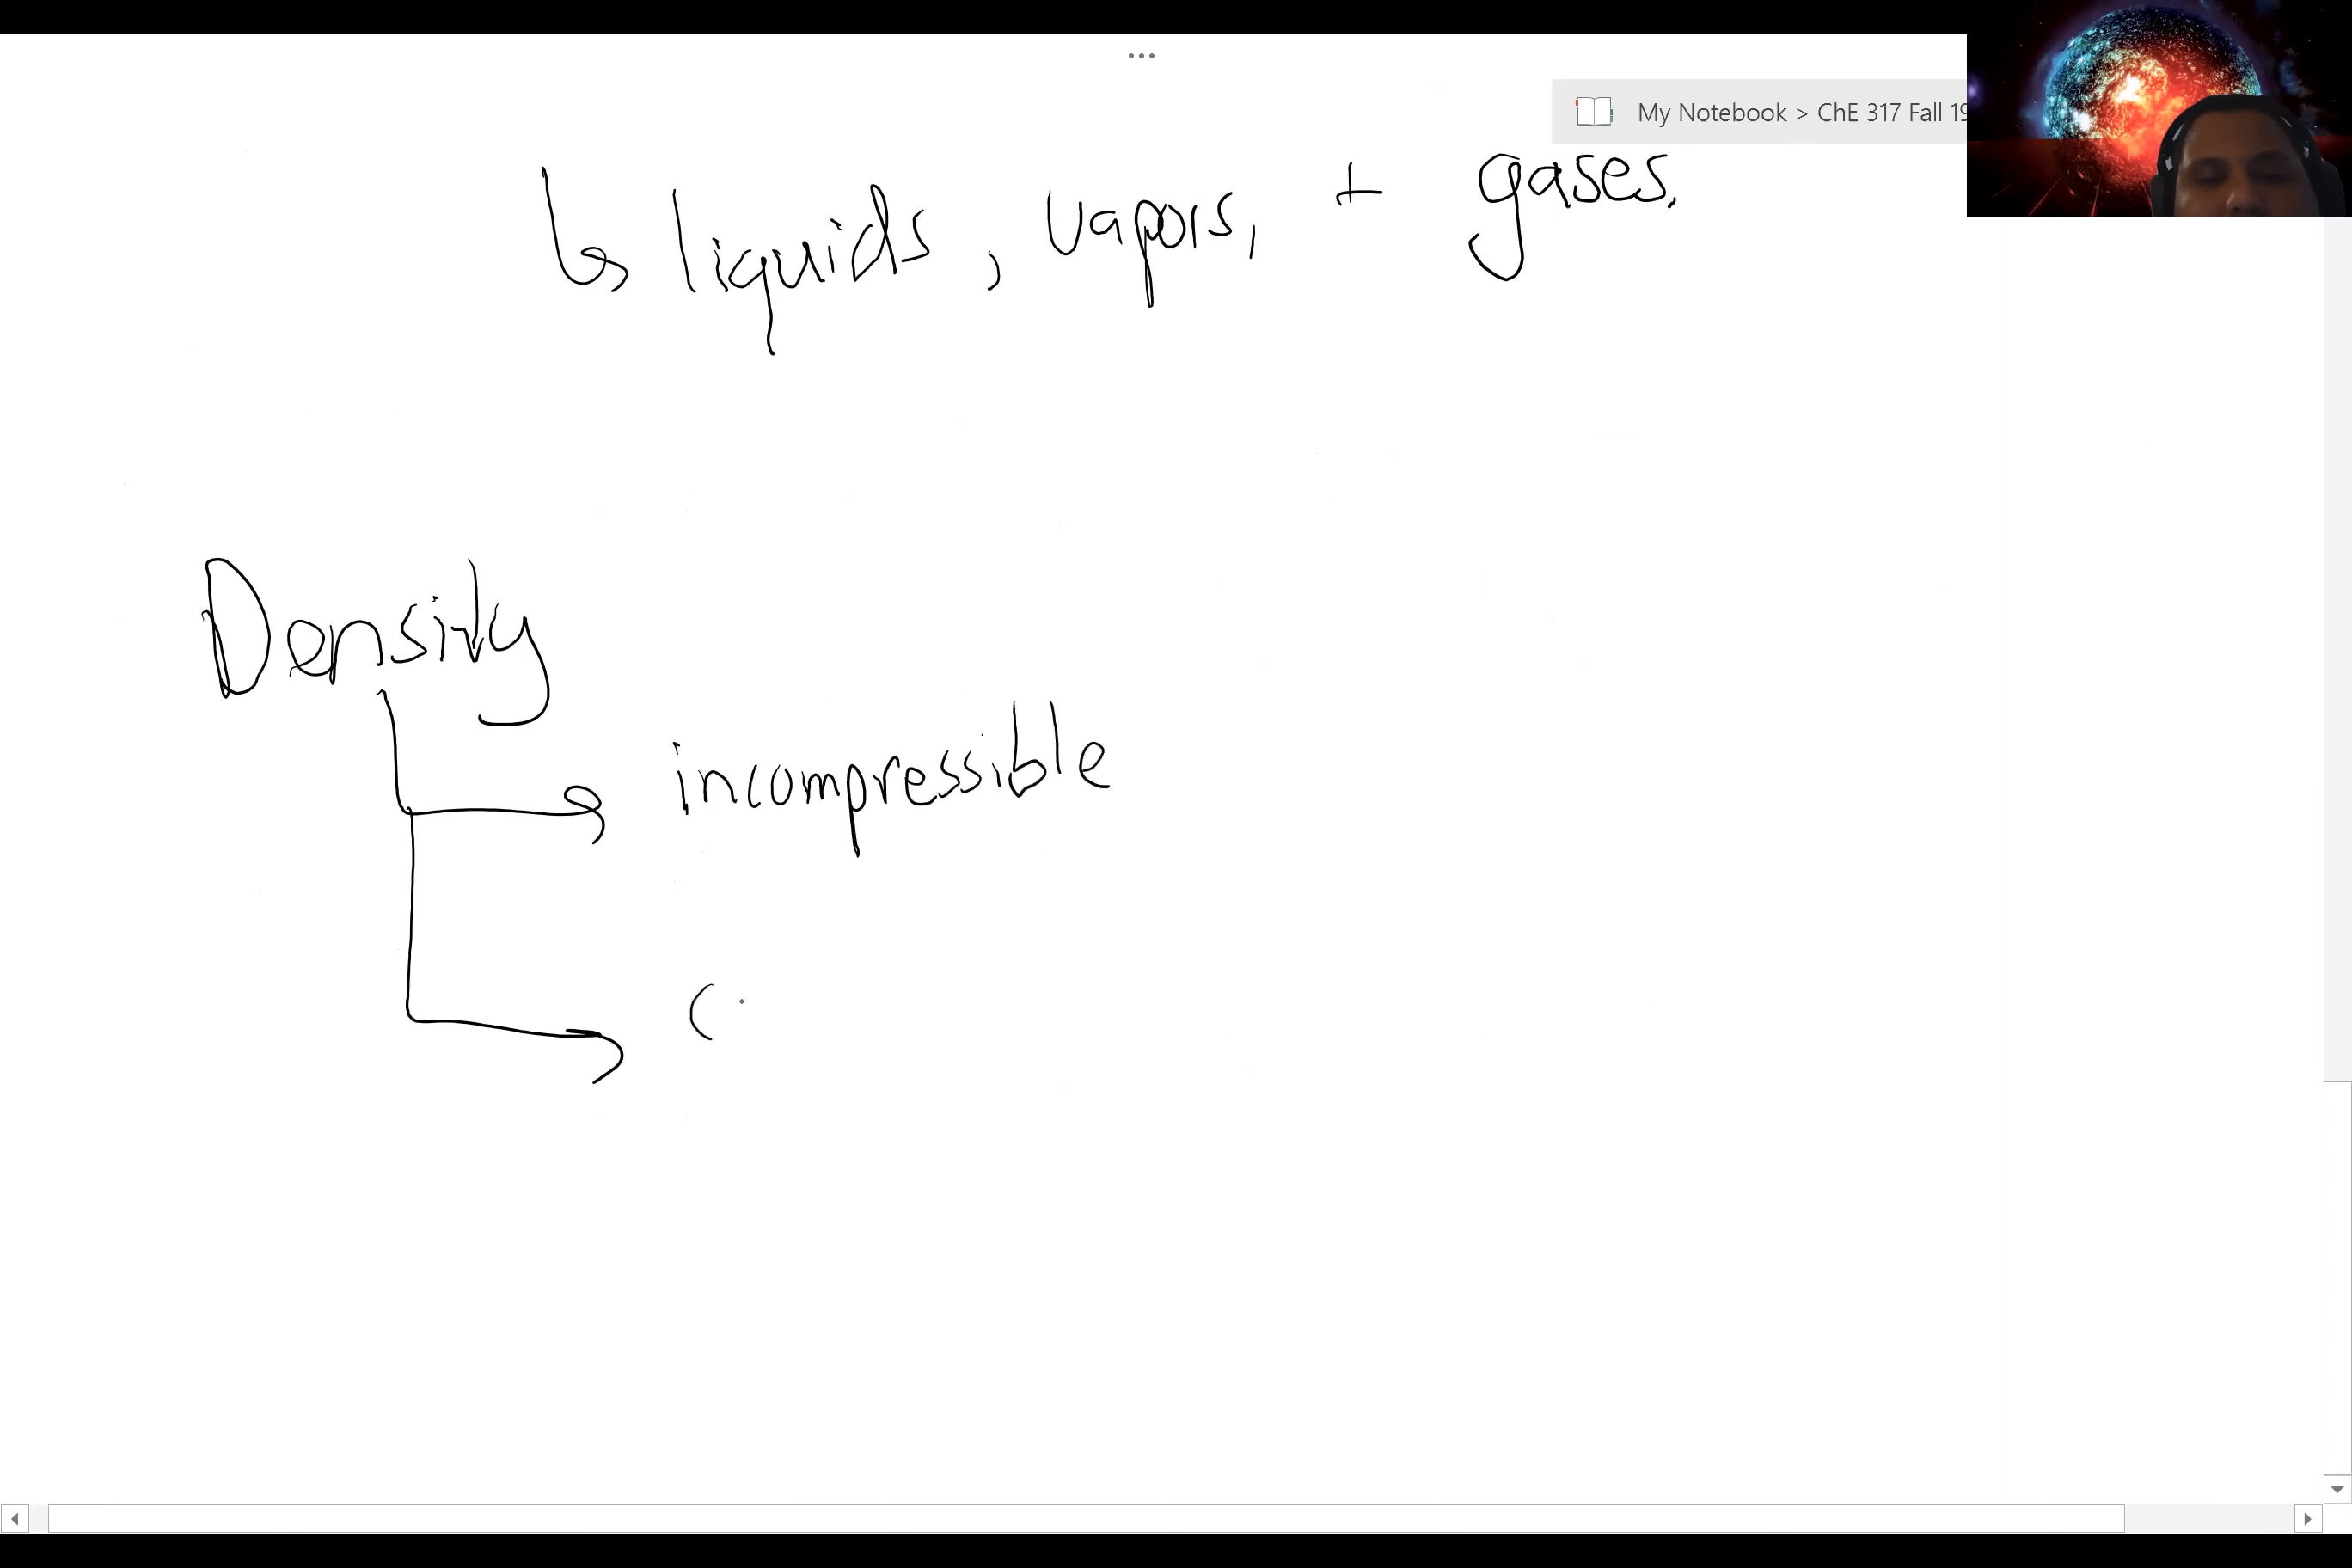 My Notebook > ChE 317 Fall 19
liquids, vapors, + gases.
Density
incompressible
C